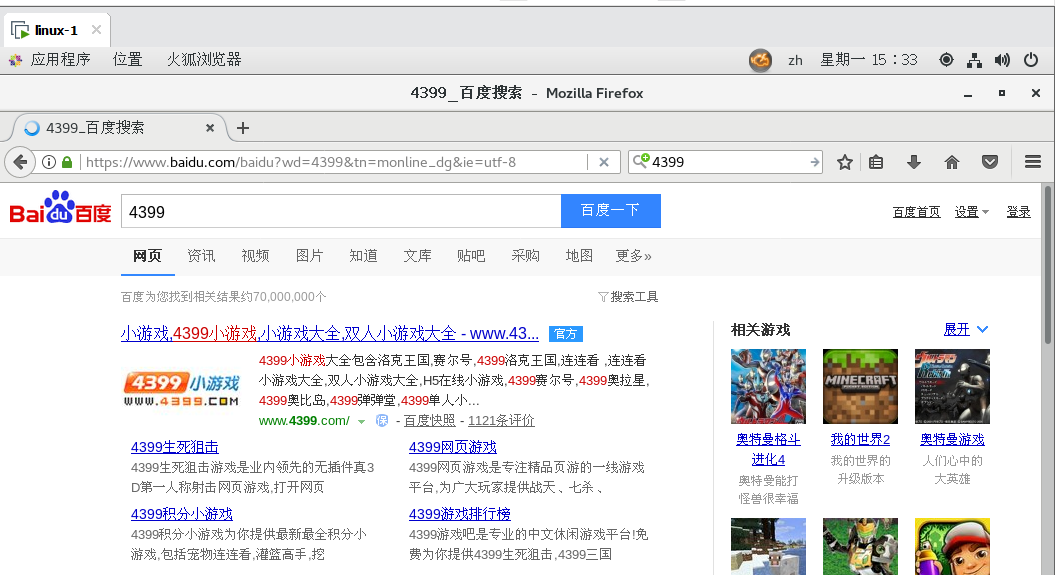 linux-1
应用程序 位置 火狐浏览器 zh 星期一 15：33
4399_百度搜索 - Mozilla Firefox
4399_百度搜索
https://www.baidu.com/baidu?wd=4399&tn=monline_dg&ie=utf-8 4399
Bai du 百度 4399 百度一下 百度首页 设置 登录
网页 资讯 视频 图片 知道 文库 贴吧 采购 地图 更多»
百度为您找到相关结果约70,000,000个 搜索工具
小游戏,4399小游戏,小游戏大全,双人小游戏大全 - www.43... 官方
4399小游戏大全包含洛克王国,赛尔号,4399洛克王国,连连看 ,连连看
小游戏大全,双人小游戏大全,H5在线小游戏,4399赛尔号,4399奥拉星,
4399奥比岛,4399弹弹堂,4399单人小...
4399小游戏
www.4399.com
www.4399.com/ 保 - 百度快照 - 1121条评价
4399生死狙击
4399生死狙击游戏是业内领先的无插件真3
D第一人称射击网页游戏,打开网页
4399网页游戏
4399网页游戏是专注精品页游的一线游戏
平台,为广大玩家提供战天、七杀、
4399积分小游戏
4399积分小游戏为你提供最新最全积分小
游戏,包括宠物连连看,灌篮高手,挖
4399游戏排行榜
4399游戏吧是专业的中文休闲游戏平台!免
费为你提供4399生死狙击,4399三国
相关游戏 展开
MINECRAFT
奥特曼格斗
进化4
奥特曼能打
怪兽很幸福
我的世界2
我的世界的
升级版本
奥特曼游戏
人们心中的
大英雄